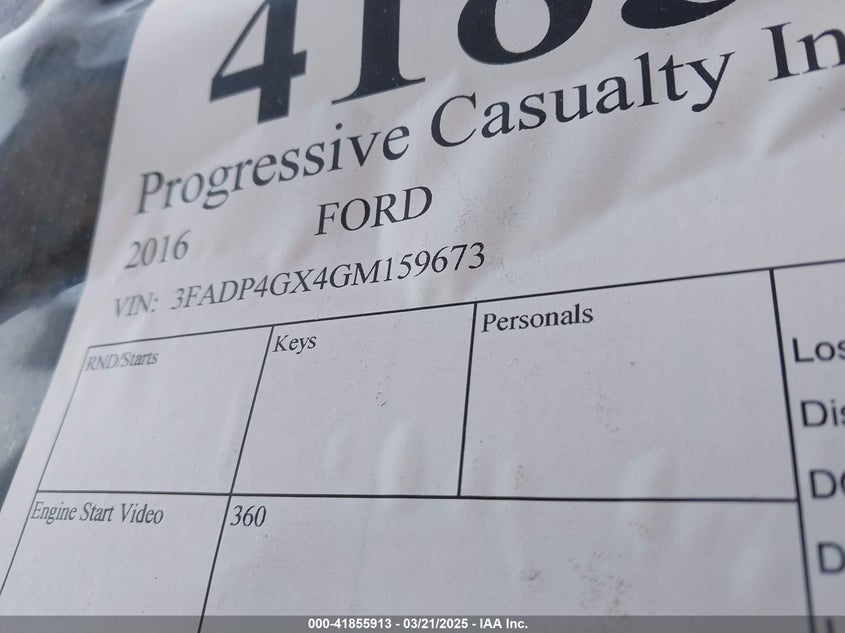 Progressive Casualty In
2016 FORD
VIN: 3FADP4GX4GM159673
RND/Starts Keys Personals
Los
Dis
Engine Start Video 360
000-41855913 - 03/21/2025 - IAA Inc.